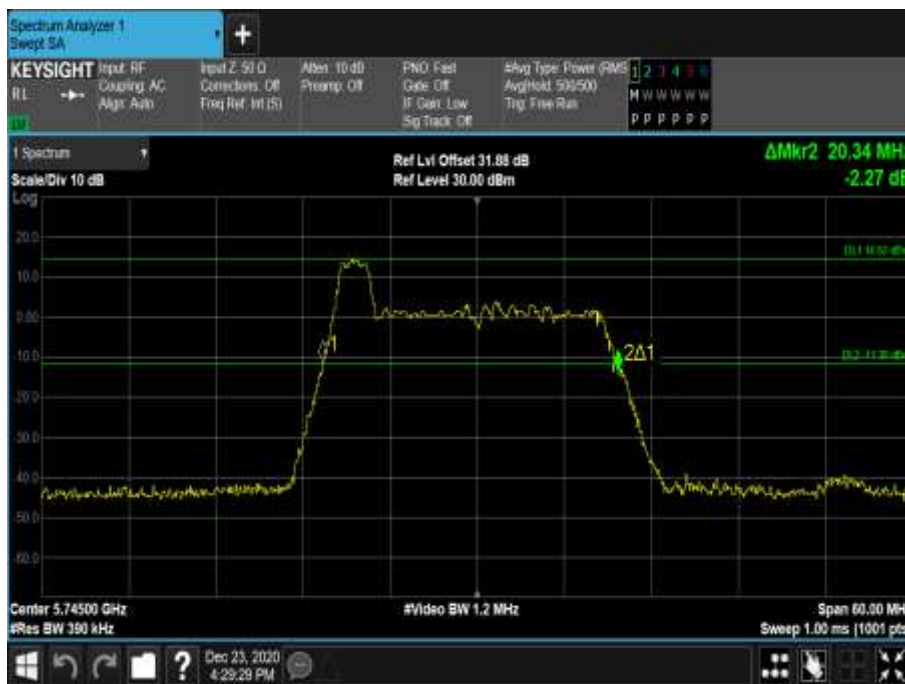 Spectrum Analyzer 1
Swept SA
+
KEYSIGHT
RL
Input: RF
Coupling: AC
Align: Auto
Input Z: 50 Ω
Corrections: Off
Freq Ref: Int (S)
Atten: 10 dB
Preamp: Off
PNO: Fast
Gate: Off
IF Gain: Low
Sig Track: Off
#Avg Type: Power (RMS
Avg|Hold: 500/500
Trig: Free Run
1 2 3 4 5 6
M W W W W W
P P P P P P
1 Spectrum
Scale/Div 10 dB
Log
Ref Lvl Offset 31.88 dB
Ref Level 30.00 dBm
ΔMkr2 20.34 MHz
-2.27 dB
20.0
10.0
0.00
-10.0
-20.0
-30.0
-40.0
-50.0
-60.0
1
2Δ1
Center 5.74500 GHz
#Res BW 390 kHz
#Video BW 1.2 MHz
Span 60.00 MH
Sweep 1.00 ms (1001 pts
?
Dec 23, 2020
4:29:29 PM